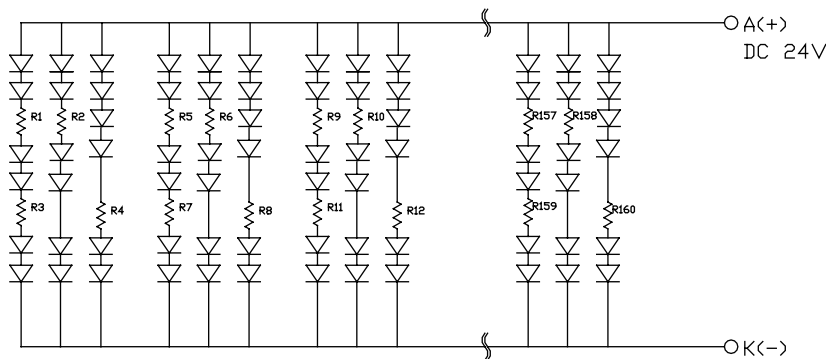 A(+)
DC 24V
R1 R2 R5 R6 R9 R10 R157 R158
R3 R4 R7 R8 R11 R12 R159 R160
K(-)